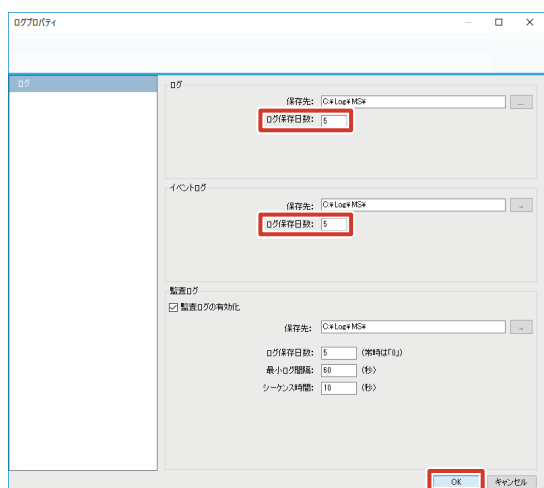 ログプロパティ
ログ
ログ
保存先: C:¥Log¥MS¥ ...
ログ保存日数: 5
イベントログ
保存先: C:¥Log¥MS¥ ...
ログ保存日数: 5
監査ログ
監査ログの有効化
保存先: C:¥Log¥MS¥ ...
ログ保存日数: 5 (常時は「0」)
最小ログ間隔: 60 (秒)
シーケンス時間: 10 (秒)
OK キャンセル